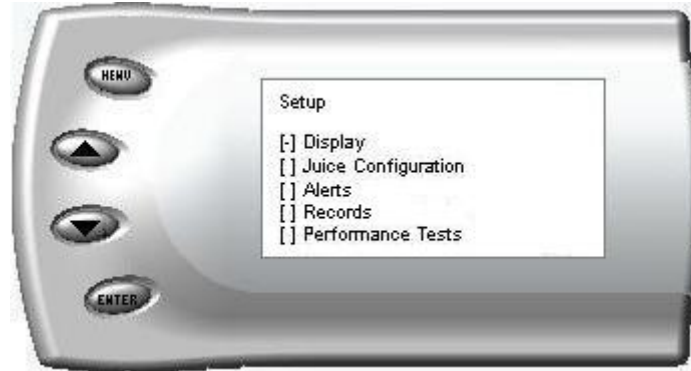 MENU
Setup
[-] Display
[ ] Juice Configuration
[ ] Alerts
[ ] Records
[ ] Performance Tests
ENTER